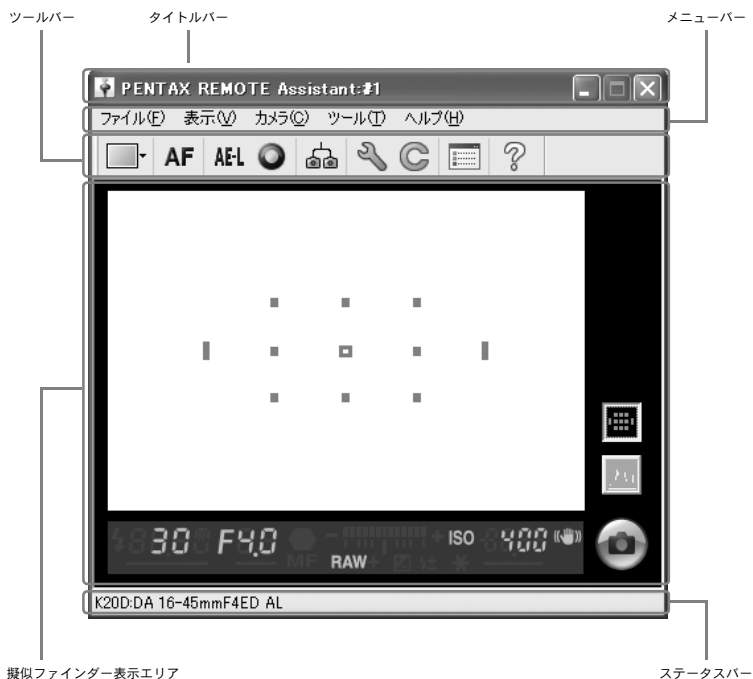 ツールバー
タイトルバー
メニューバー
PENTAX REMOTE Assistant:#1
ファイル(F) 表示(V) カメラ(C) ツール(T) ヘルプ(H)
AF AE-L
30 F4.0 ISO 400
MF RAW+
K20D:DA 16-45mmF4ED AL
擬似ファインダー表示エリア
ステータスバー